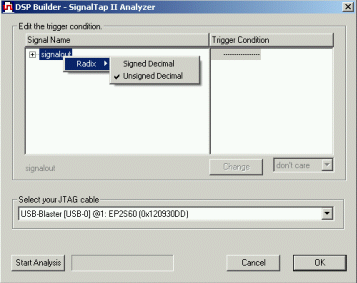 DSP Builder - SignalTap II Analyzer
Edit the trigger condition.
Signal Name
Trigger Condition
signalout
Radix
Signed Decimal
Unsigned Decimal
----------------
signalout
Change
don't care
Select your JTAG cable
USB-Blaster [USB-0] @1: EP2S60 (0x120930DD)
Start Analysis
Cancel
OK